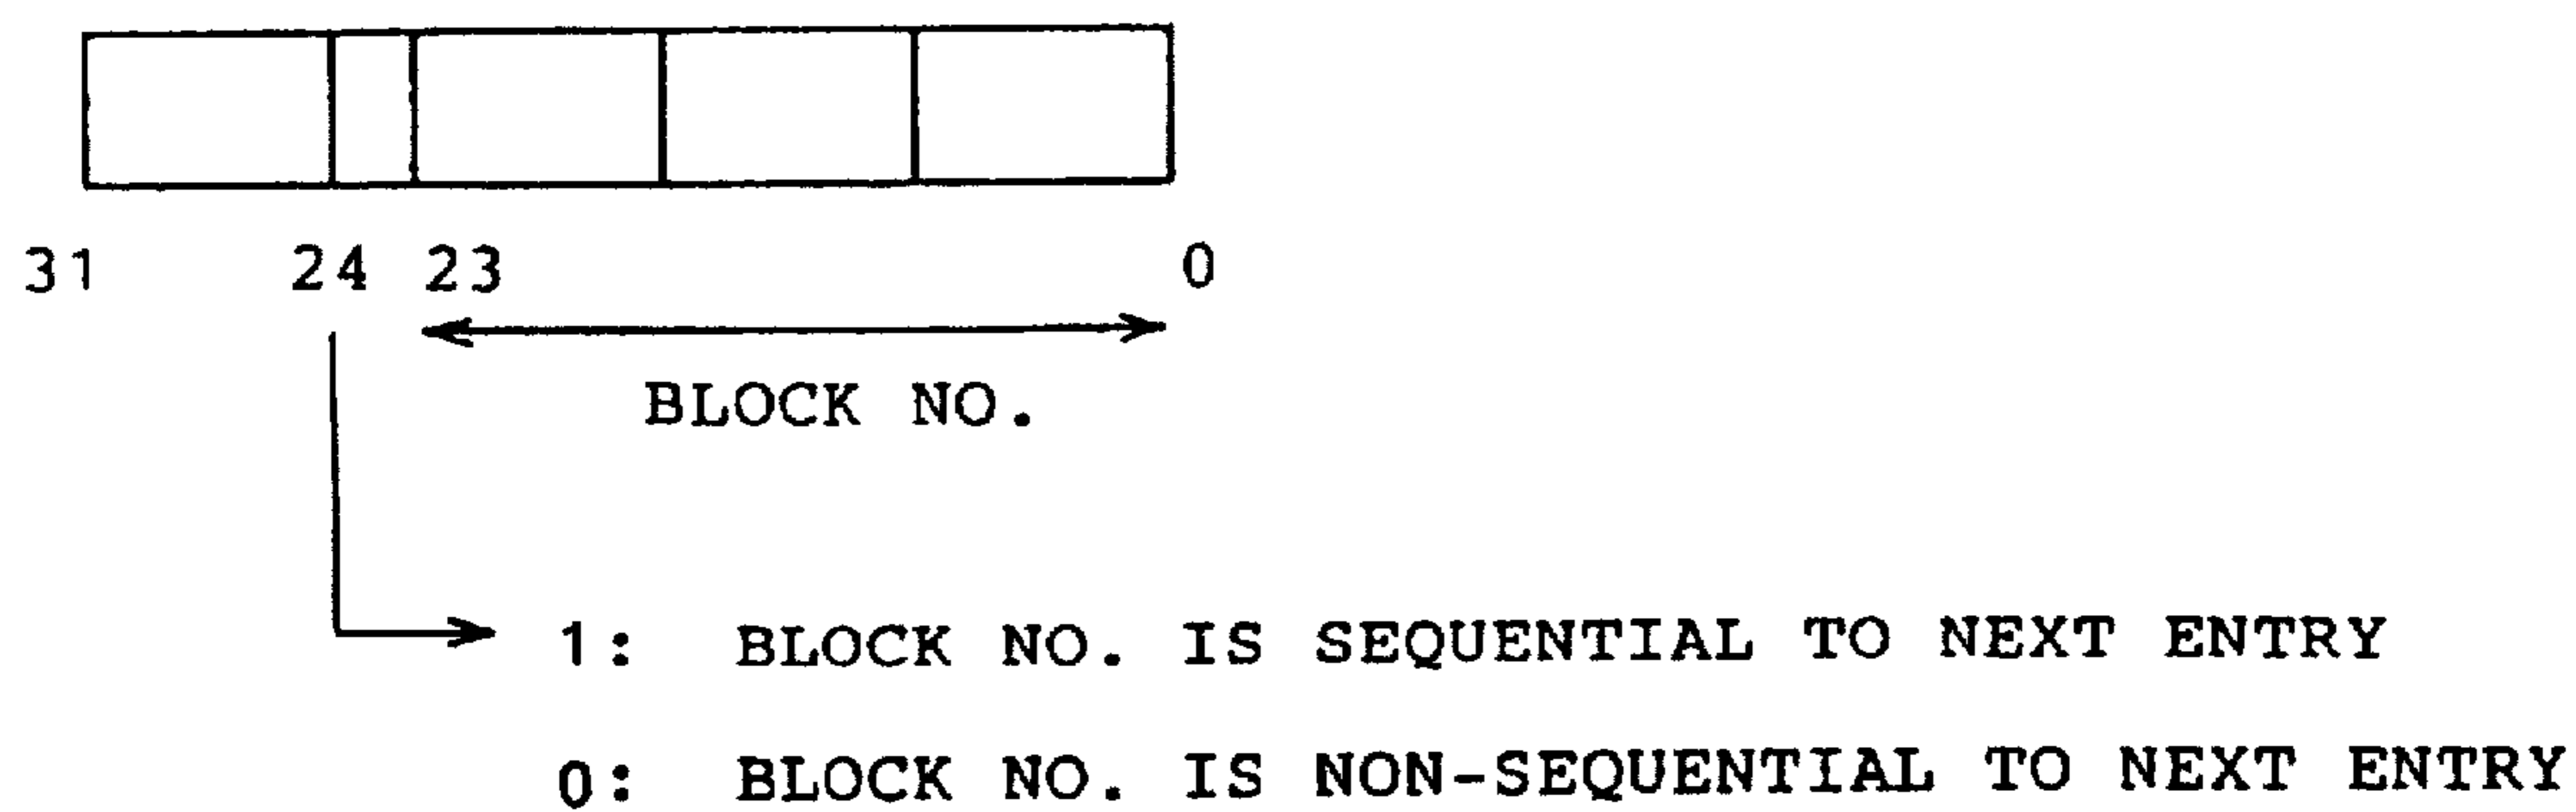 31 24 23 0
BLOCK NO.
1: BLOCK NO. IS SEQUENTIAL TO NEXT ENTRY
0: BLOCK NO. IS NON-SEQUENTIAL TO NEXT ENTRY